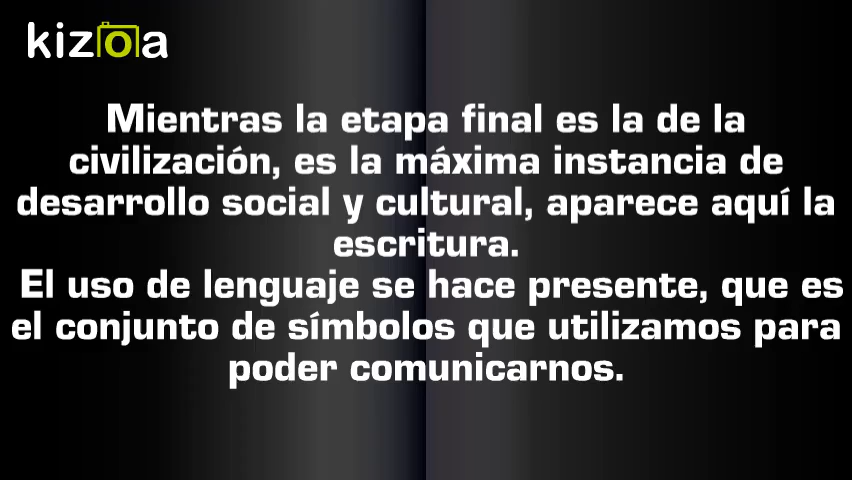 kizoa
Mientras la etapa final es la de la
civilización, es la máxima instancia de
desarrollo social y cultural, aparece aquí la
escritura.
El uso de lenguaje se hace presente, que es
el conjunto de símbolos que utilizamos para
poder comunicarnos.